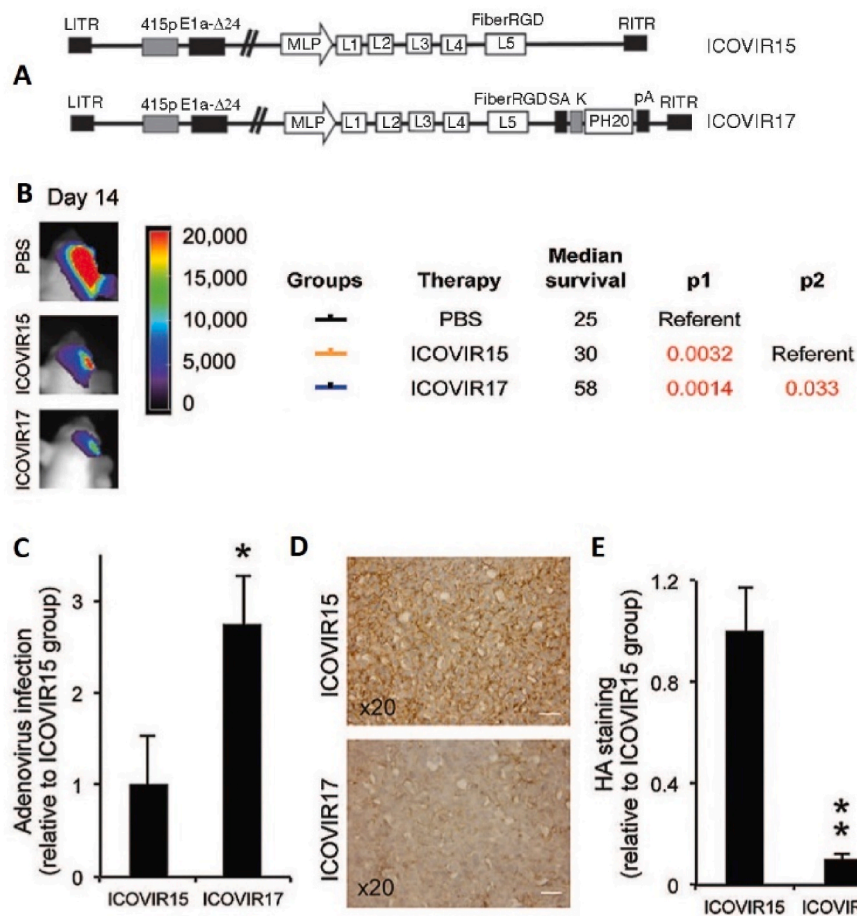 FiberRGD
LITR 415p E1a-Δ24 RITR
MLP L1 L2 L3 L4 L5 ICOVIR15
A
FiberRGD SA K pA
LITR 415p E1a-Δ24 RITR
MLP L1 L2 L3 L4 L5 PH20 ICOVIR17
B
Day 14
PBS
ICOVIR15
ICOVIR17
20,000
15,000
10,000
5,000
0
Groups Therapy Median survival p1 p2
PBS 25 Referent
ICOVIR15 30 0.0032 Referent
ICOVIR17 58 0.0014 0.033
C
Adenovirus infection
(relative to ICOVIR15 group)
3
2
1
0
*
ICOVIR15 ICOVIR17
D
ICOVIR15
x20
ICOVIR17
x20
E
HA staining
(relative to ICOVIR15 group)
1.2
0.8
0.4
0
*
*
ICOVIR15 ICOVIR